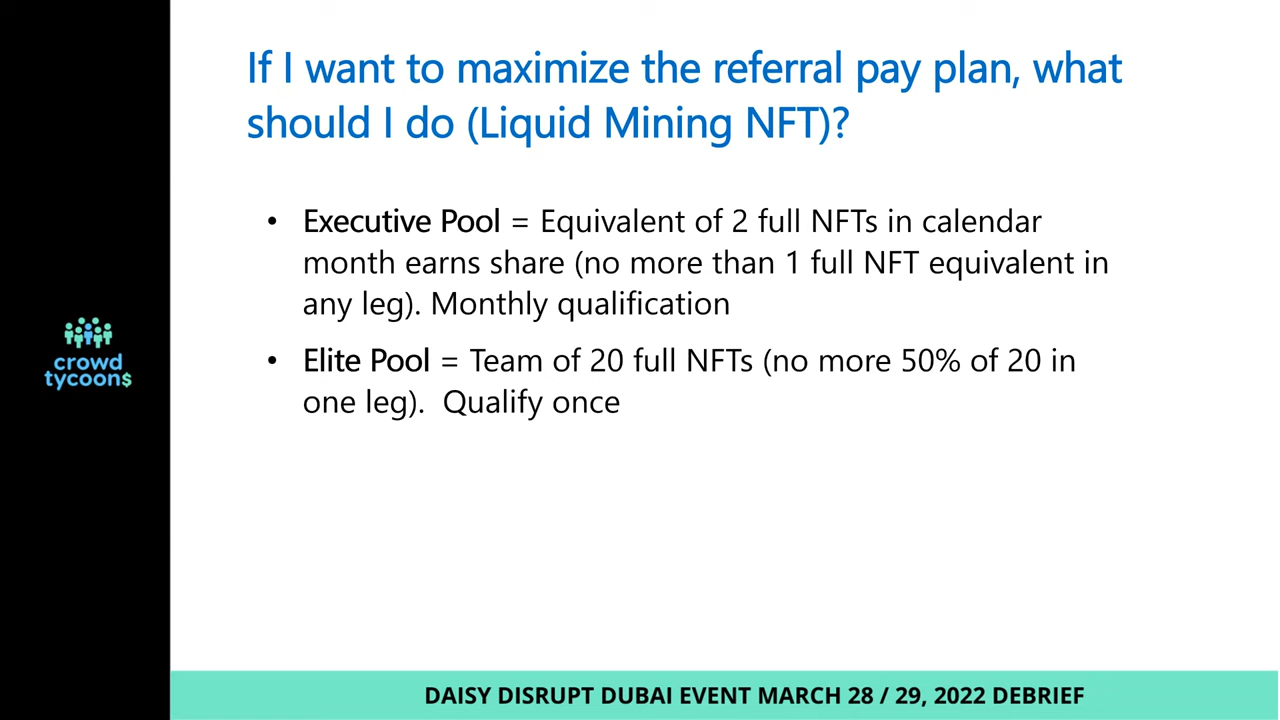 If I want to maximize the referral pay plan, what
should I do (Liquid Mining NFT)?
• Executive Pool = Equivalent of 2 full NFTs in calendar
month earns share (no more than 1 full NFT equivalent in
any leg). Monthly qualification
• Elite Pool = Team of 20 full NFTs (no more 50% of 20 in
one leg).  Qualify once
crowd
tycoon$
DAISY DISRUPT DUBAI EVENT MARCH 28 / 29, 2022 DEBRIEF